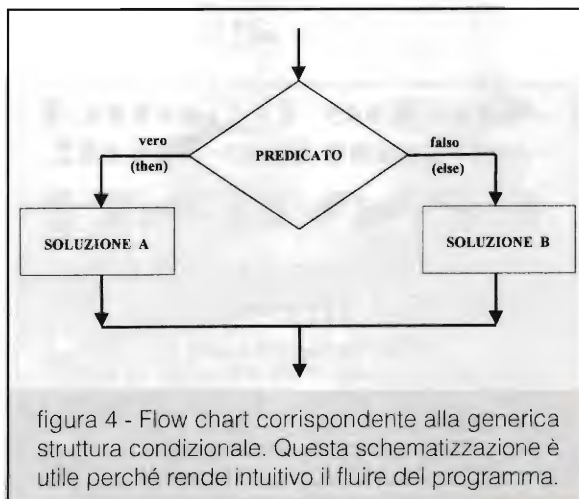 vero
(then)
PREDICATO
falso
(else)
SOLUZIONE A
SOLUZIONE B
figura 4 - Flow chart corrispondente alla generica
struttura condizionale. Questa schematizzazione è
utile perché rende intuitivo il fluire del programma.